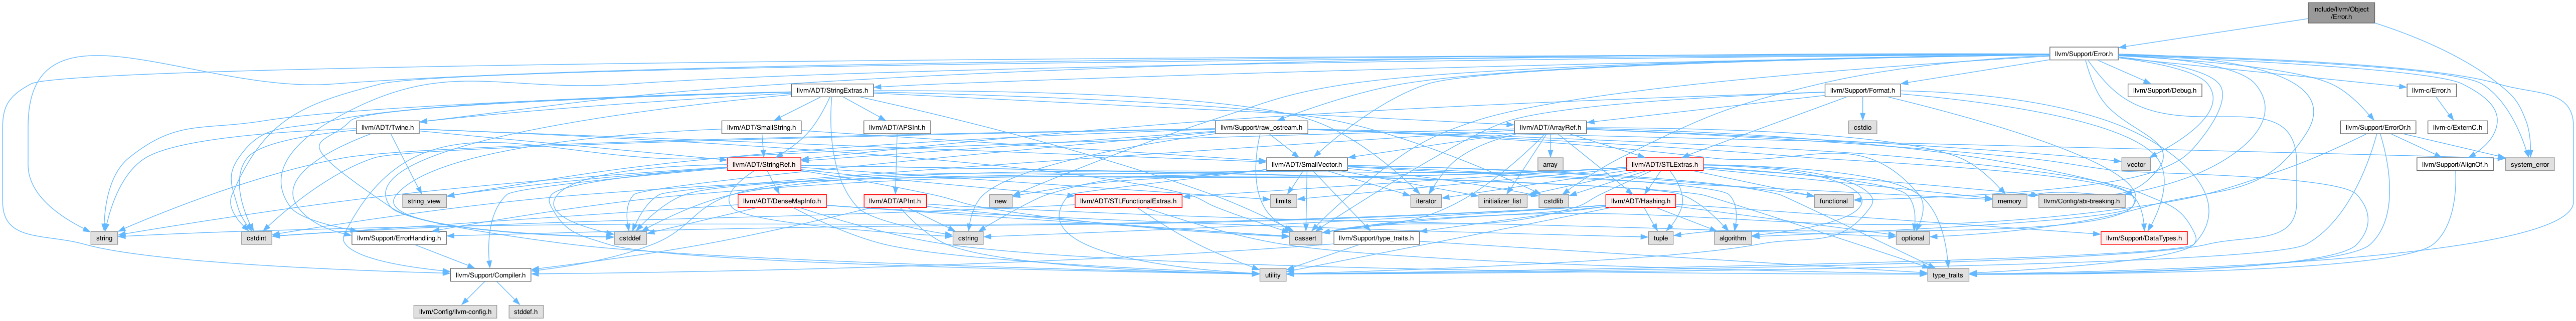 include/llvm/Object
/Error.h
llvm/Support/Error.h
llvm/ADT/StringExtras.h
llvm/Support/Format.h
llvm/Support/Debug.h
llvm-c/Error.h
llvm/ADT/Twine.h
llvm/ADT/SmallString.h
llvm/ADT/APSInt.h
llvm/Support/raw_ostream.h
llvm/ADT/ArrayRef.h
cstdio
llvm/Support/ErrorOr.h
llvm-c/ExternC.h
llvm/ADT/StringRef.h
llvm/ADT/SmallVector.h
array
llvm/ADT/STLExtras.h
vector
llvm/Support/AlignOf.h
system_error
string_view
llvm/ADT/DenseMapInfo.h
llvm/ADT/APInt.h
new
llvm/ADT/STLFunctionalExtras.h
limits
iterator
initializer_list
cstdlib
llvm/ADT/Hashing.h
functional
memory
llvm/Config/abi-breaking.h
string
cstdint
llvm/Support/ErrorHandling.h
cstddef
cstring
cassert
llvm/Support/type_traits.h
tuple
algorithm
optional
llvm/Support/DataTypes.h
llvm/Support/Compiler.h
utility
type_traits
llvm/Config/llvm-config.h
stddef.h